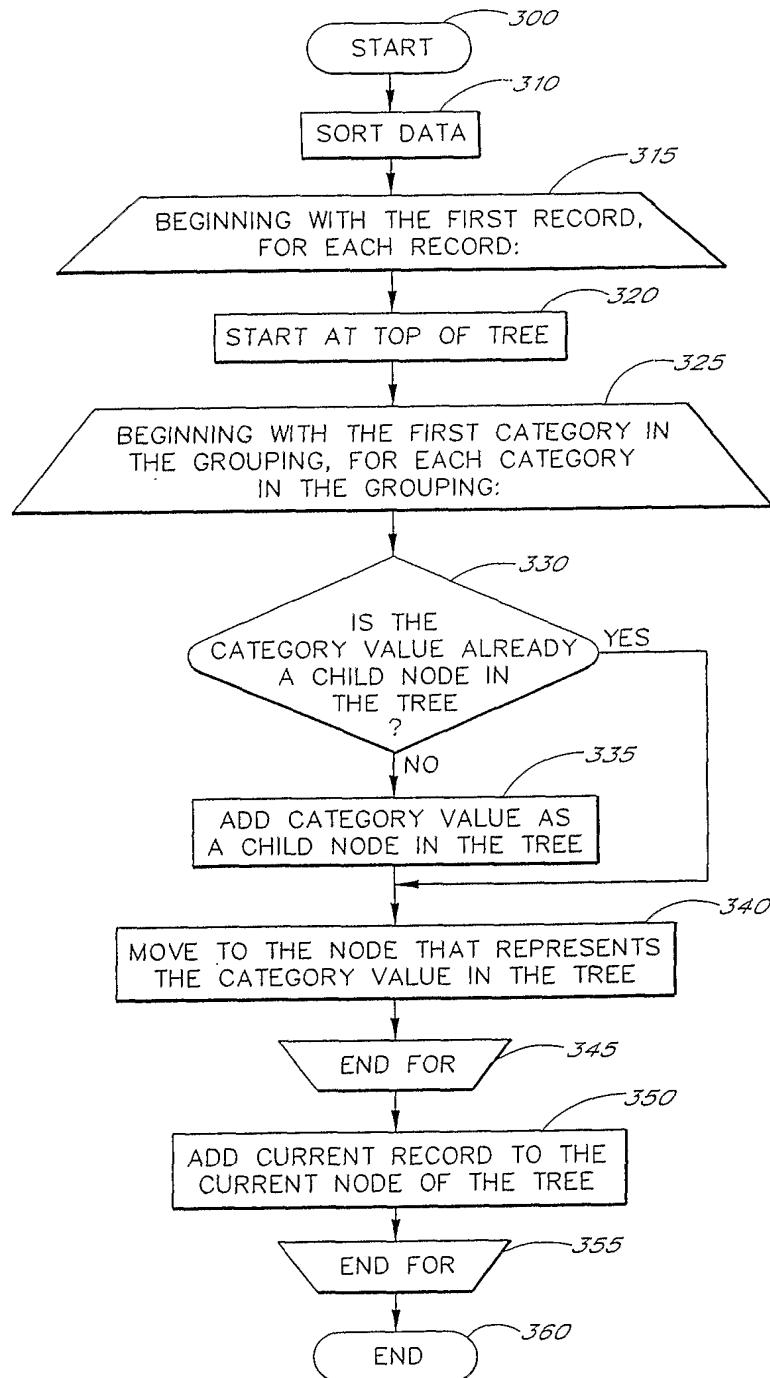 300
START
310
SORT DATA
315
BEGINNING WITH THE FIRST RECORD,
FOR EACH RECORD:
320
START AT TOP OF TREE
325
BEGINNING WITH THE FIRST CATEGORY IN
THE GROUPING, FOR EACH CATEGORY
IN THE GROUPING:
330
IS THE
CATEGORY VALUE ALREADY
A CHILD NODE IN
THE TREE
?
YES
NO
335
ADD CATEGORY VALUE AS
A CHILD NODE IN THE TREE
340
MOVE TO THE NODE THAT REPRESENTS
THE CATEGORY VALUE IN THE TREE
END FOR
345
350
ADD CURRENT RECORD TO THE
CURRENT NODE OF THE TREE
END FOR
355
360
END